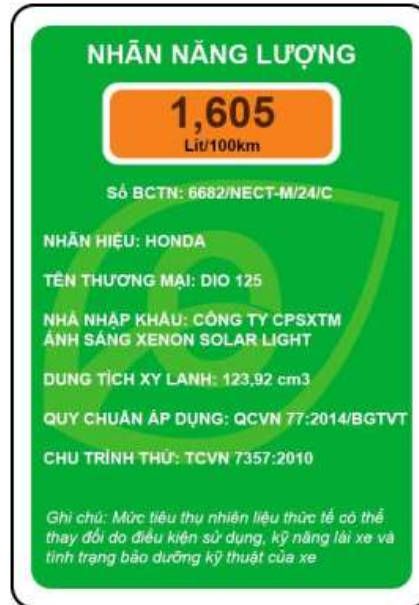 NHÃN NĂNG LƯỢNG
1,605
Lít/100km
Số BCTN: 6682/NECT-M/24/C
NHÃN HIỆU: HONDA
TÊN THƯƠNG MẠI: DIO 125
NHÀ NHẬP KHẨU: CÔNG TY CPSXTM
ÁNH SÁNG XENON SOLAR LIGHT
DUNG TÍCH XY LANH: 123,92 cm3
QUY CHUẨN ÁP DỤNG: QCVN 77:2014/BGTVT
CHU TRÌNH THỬ: TCVN 7357:2010
Ghi chú: Mức tiêu thụ nhiên liệu thức tế có thể
thay đổi do điều kiện sử dụng, kỹ năng lái xe và
tình trạng bảo dưỡng kỹ thuật của xe